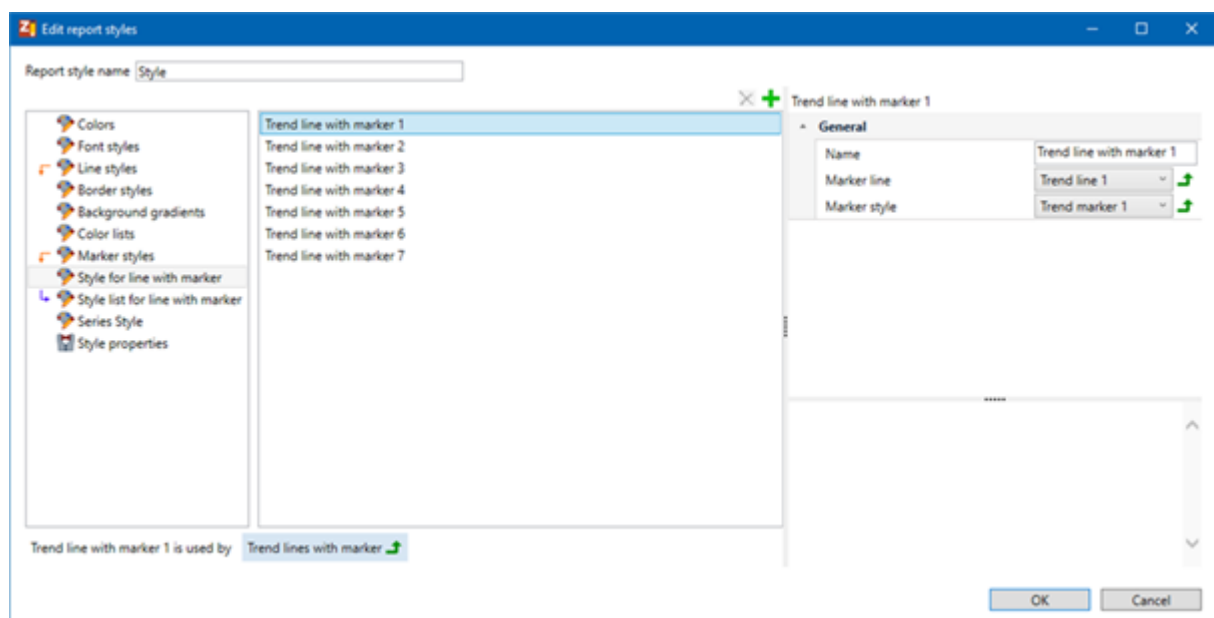 Edit report styles
Report style name Style
Colors
Font styles
Line styles
Border styles
Background gradients
Color lists
Marker styles
Style for line with marker
Style list for line with marker
Series Style
Style properties
Trend line with marker 1
Trend line with marker 2
Trend line with marker 3
Trend line with marker 4
Trend line with marker 5
Trend line with marker 6
Trend line with marker 7
Trend line with marker 1
General
Name Trend line with marker 1
Marker line Trend line 1
Marker style Trend marker 1
Trend line with marker 1 is used by Trend lines with marker
OK Cancel